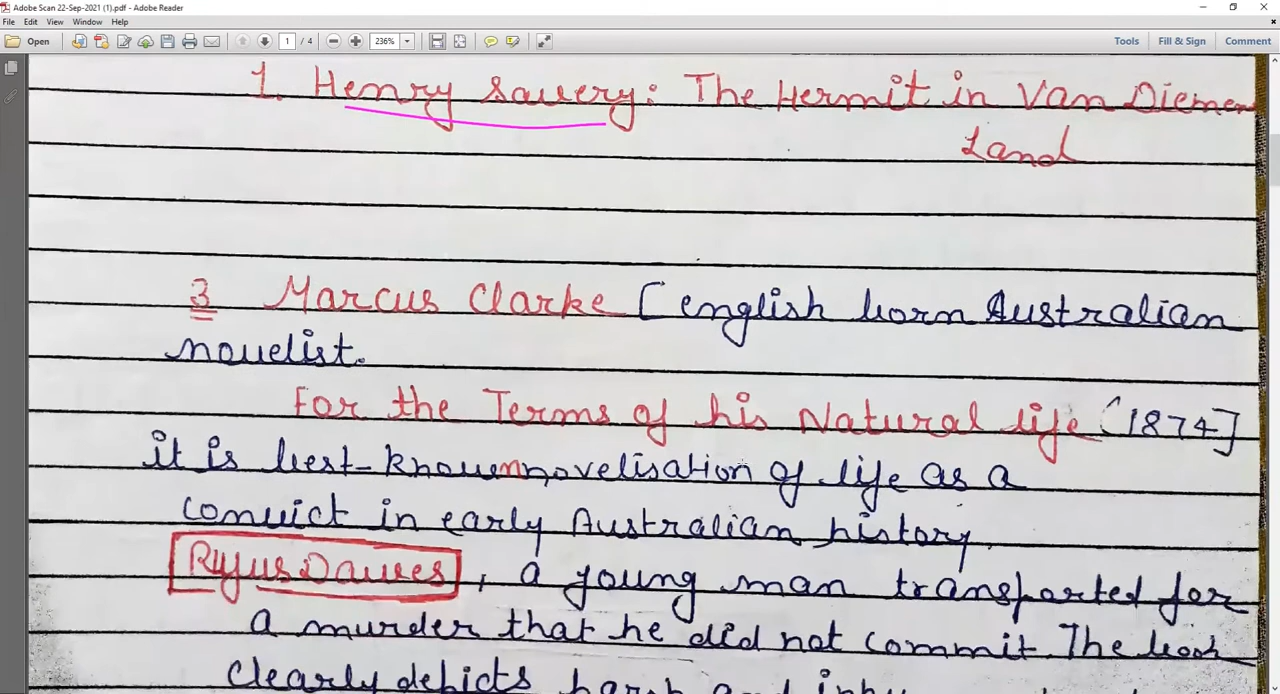 Adobe Scan 22-Sep-2021 (1).pdf - Adobe Reader
File Edit View Window Help
Open 1 / 4 236% Tools Fill & Sign Comment
1. Henry Savery: The Hermit in Van Diemen
Land
3 Marcus Clarke [english born Australian
novelist.
For the Terms of his Natural life (1874]
it is best-known novelisation of life as a
convict in early Australian history.
Rufus Dawes, a young man transported for
a murder that he did not commit. The book
clearly depicts harsh and inhu